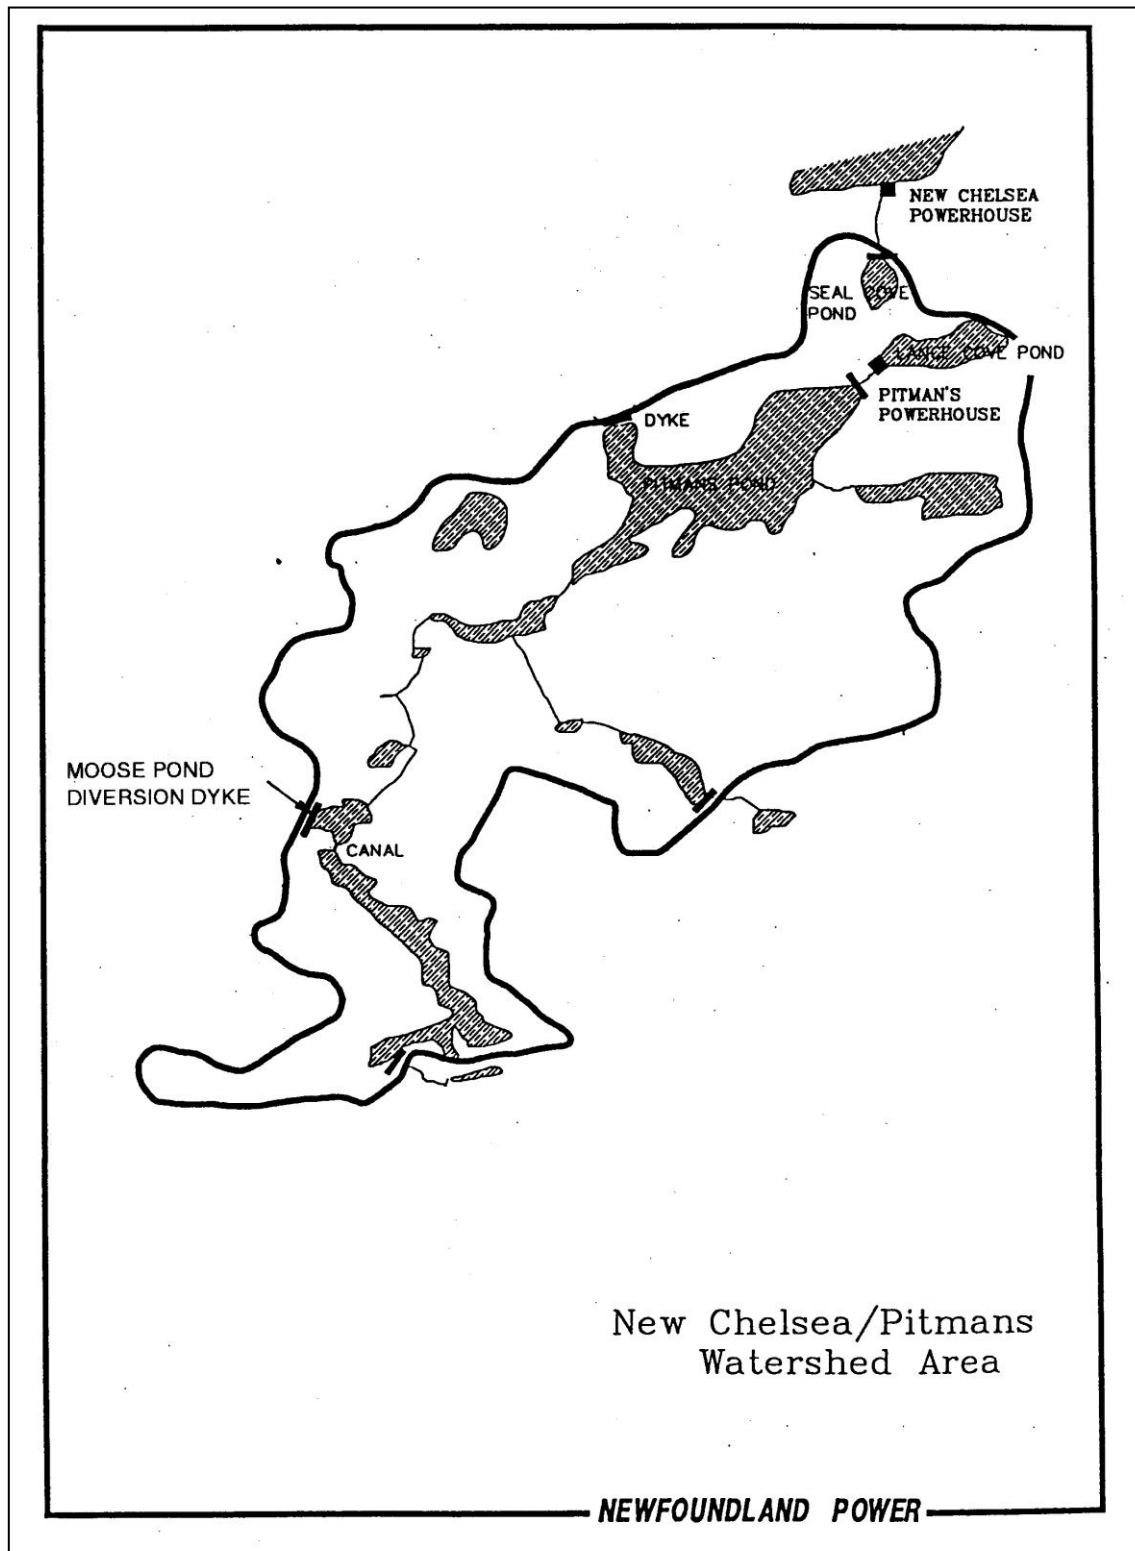 NEW CHELSEA
POWERHOUSE
SEAL COVE
POND
LANCE COVE POND
PITMAN'S
POWERHOUSE
DYKE
PITMANS POND
MOOSE POND
DIVERSION DYKE
CANAL
New Chelsea/Pitmans
Watershed Area
NEWFOUNDLAND POWER